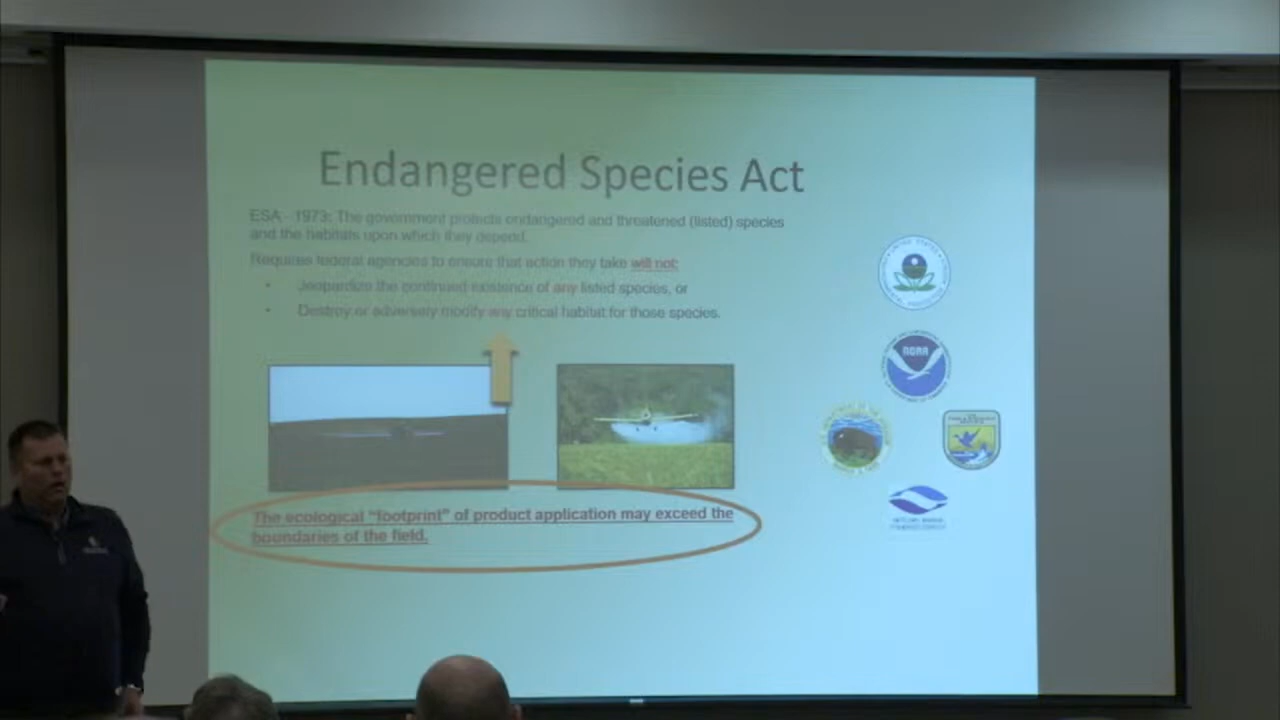 Endangered Species Act
ESA - 1973: The government protects endangered and threatened (listed) species
and the habitats upon which they depend.
Requires federal agencies to ensure that action they take will not:
• Jeopardize the continued existence of any listed species, or
• Destroy or adversely modify any critical habitat for those species.
UNITED STATES
NOAA
The ecological “footprint” of product application may exceed the
boundaries of the field.